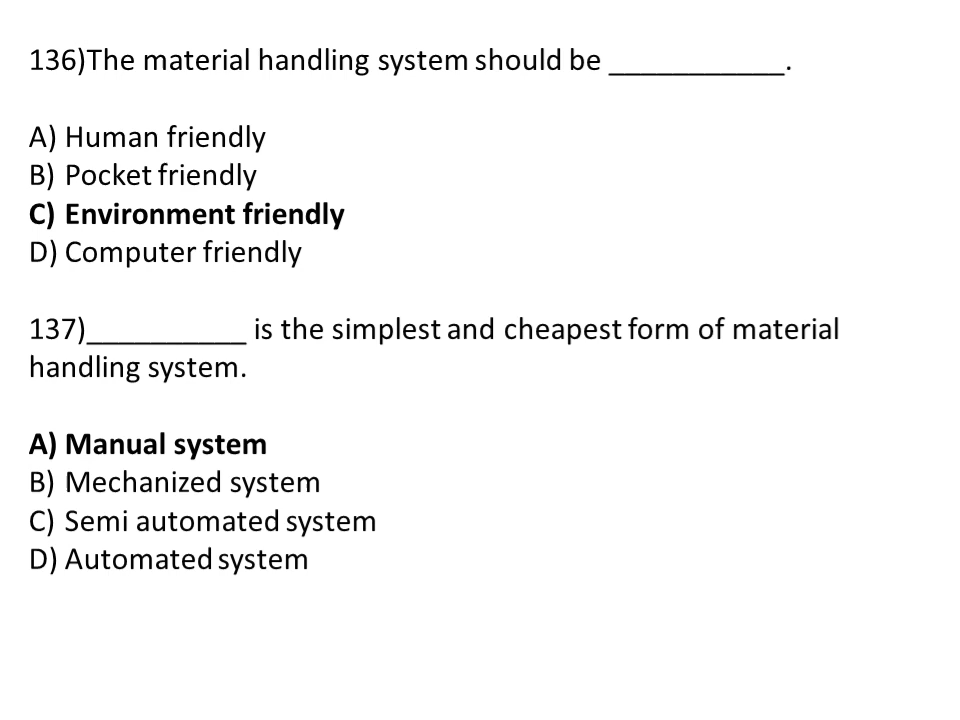 136)The material handling system should be ___________.
A) Human friendly
B) Pocket friendly
C) Environment friendly
D) Computer friendly
137)__________ is the simplest and cheapest form of material
handling system.
A) Manual system
B) Mechanized system
C) Semi automated system
D) Automated system